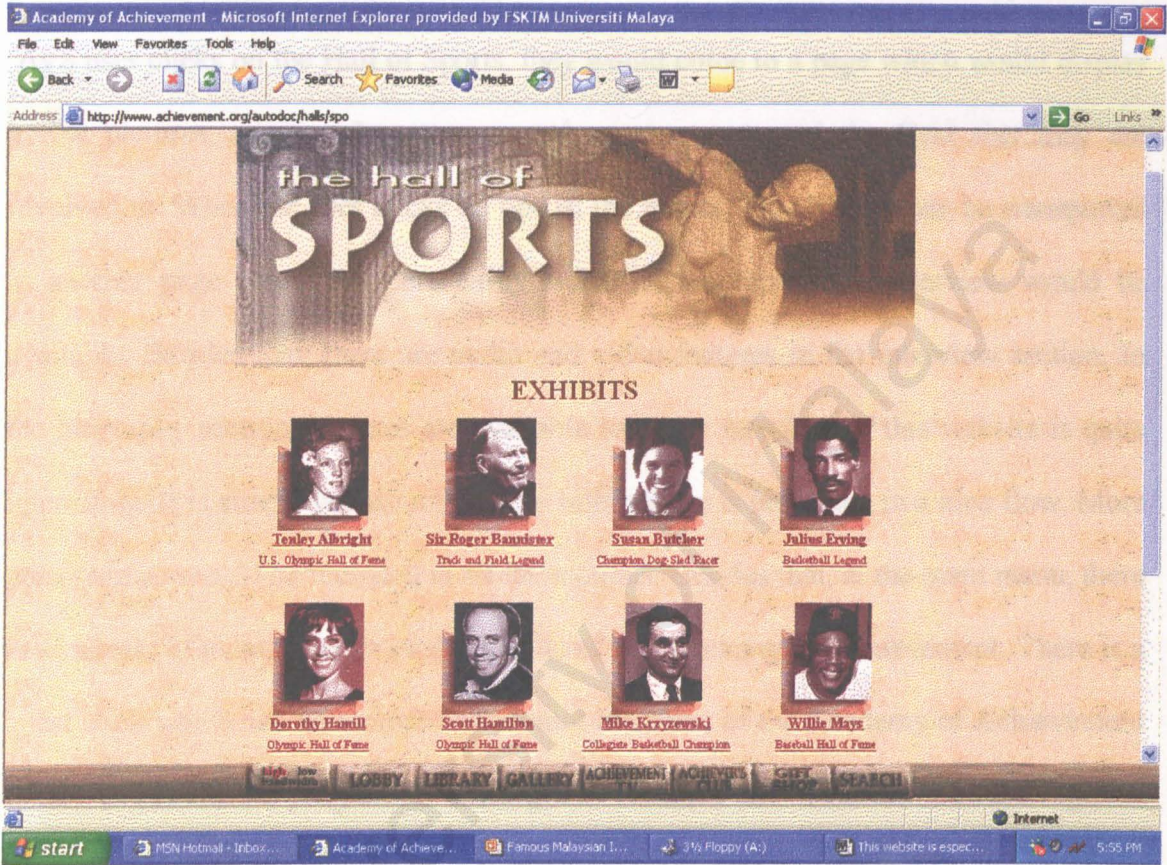 Academy of Achievement - Microsoft Internet Explorer provided by FSKTM Universiti Malaya
File Edit View Favorites Tools Help
Back Search Favorites Media
Address http://www.achievement.org/autodoc/halls/spo Go Links
the hall of
SPORTS
EXHIBITS
Tenley Albright Sir Roger Bannister Susan Butcher Julius Erving
U.S. Olympic Hall of Fame Track and Field Legend Champion Dog-Sled Racer Basketball Legend
Dorothy Hamill Scott Hamilton Mike Krzyzewski Willie Mays
Olympic Hall of Fame Olympic Hall of Fame Collegiate Basketball Champion Baseball Hall of Fame
high low LOBBY LIBRARY GALLERY ACHIEVEMENT TV ACHIEVER'S CLUB GIFT SHOP SEARCH
Internet
start MSN Hotmail - Inbox... Academy of Achieve... Famous Malaysian I... 3½ Floppy (A:) This website is espec... 5:55 PM
of Malaya